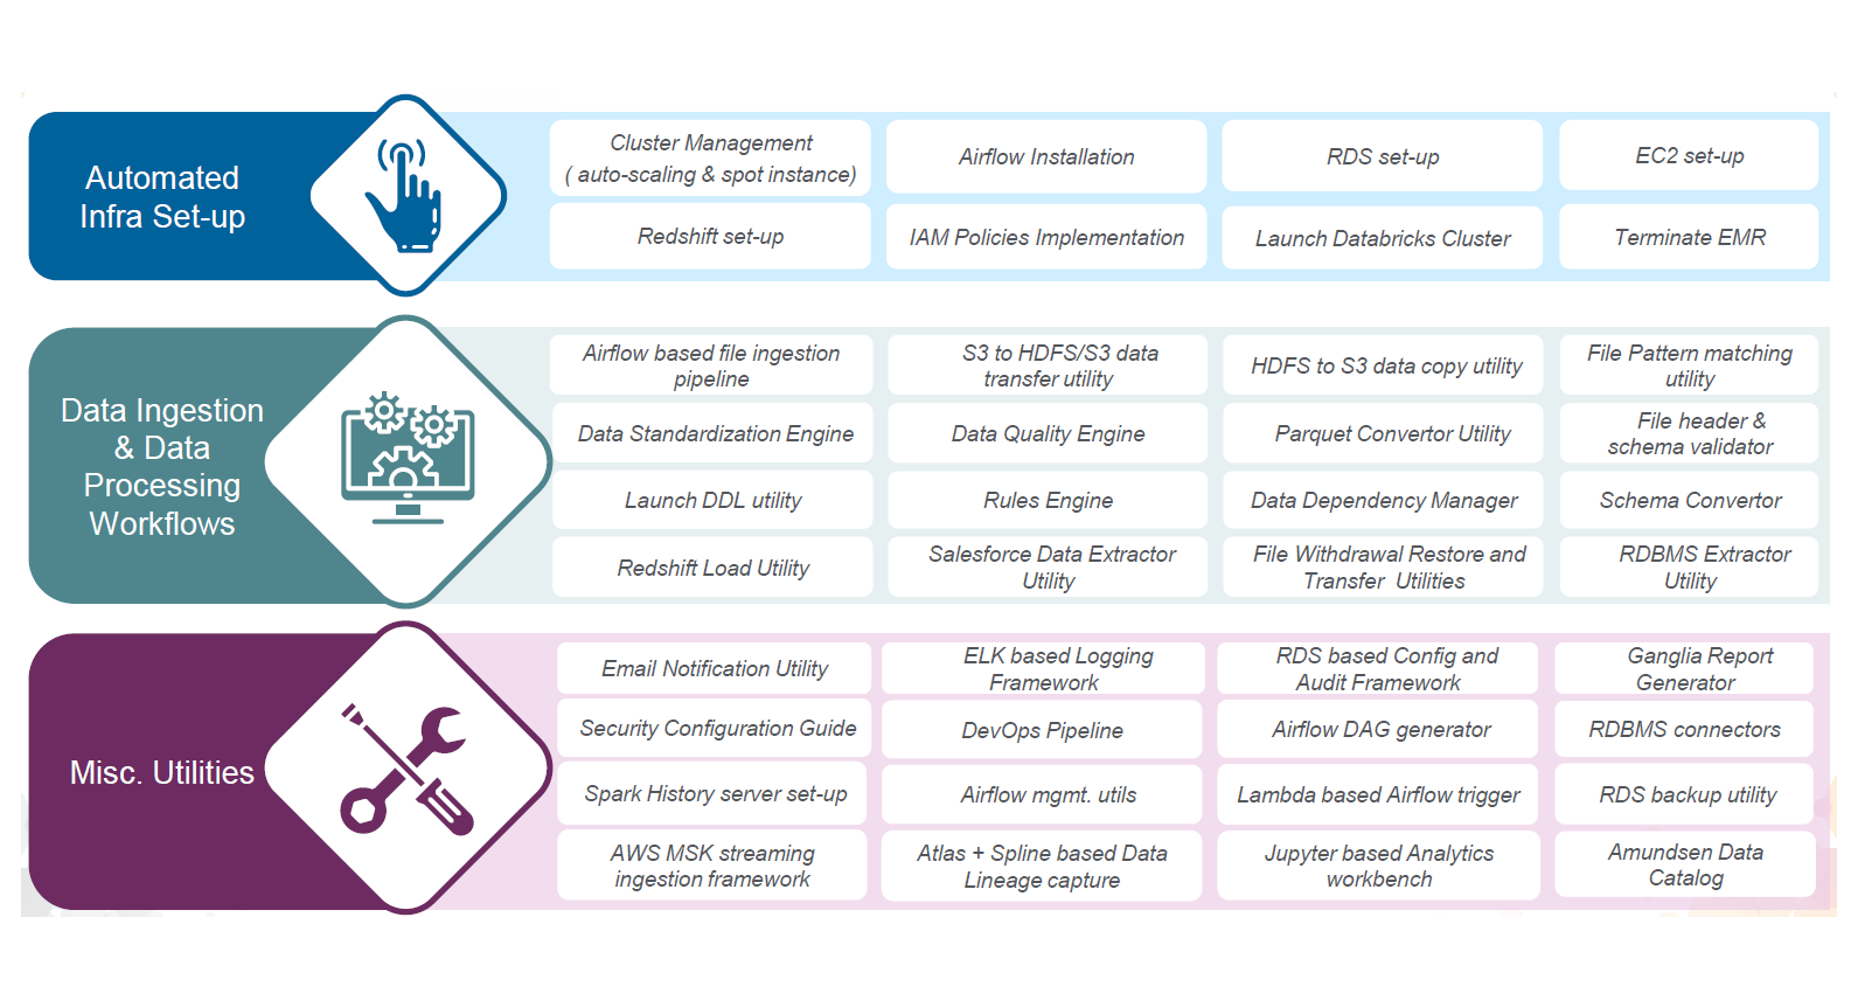 Automated
Infra Set-up
Cluster Management
( auto-scaling & spot instance)
Airflow Installation
RDS set-up
EC2 set-up
Redshift set-up
IAM Policies Implementation
Launch Databricks Cluster
Terminate EMR
Data Ingestion
& Data
Processing
Workflows
Airflow based file ingestion
pipeline
S3 to HDFS/S3 data
transfer utility
HDFS to S3 data copy utility
File Pattern matching
utility
Data Standardization Engine
Data Quality Engine
Parquet Convertor Utility
File header &
schema validator
Launch DDL utility
Rules Engine
Data Dependency Manager
Schema Convertor
Redshift Load Utility
Salesforce Data Extractor
Utility
File Withdrawal Restore and
Transfer Utilities
RDBMS Extractor
Utility
Misc. Utilities
Email Notification Utility
ELK based Logging
Framework
RDS based Config and
Audit Framework
Ganglia Report
Generator
Security Configuration Guide
DevOps Pipeline
Airflow DAG generator
RDBMS connectors
Spark History server set-up
Airflow mgmt. utils
Lambda based Airflow trigger
RDS backup utility
AWS MSK streaming
ingestion framework
Atlas + Spline based Data
Lineage capture
Jupyter based Analytics
workbench
Amundsen Data
Catalog